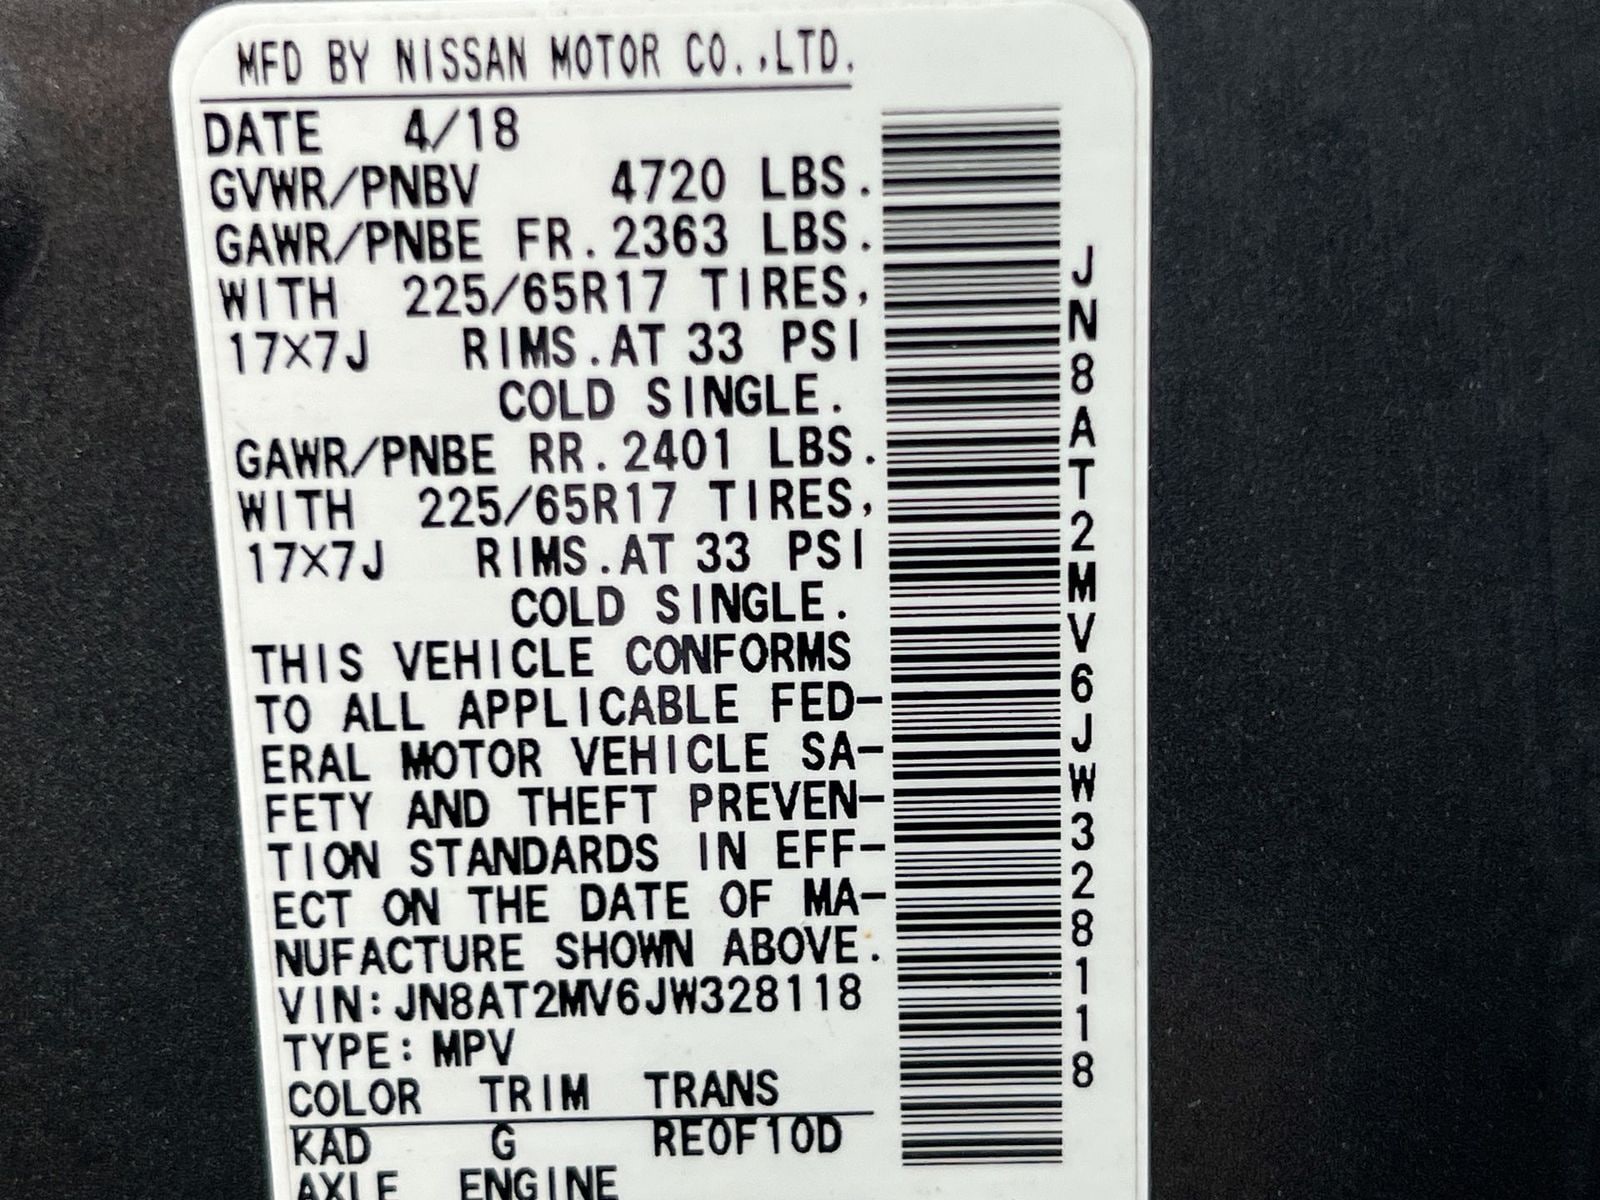 MFD BY NISSAN MOTOR CO.,LTD.
DATE 4/18
GVWR/PNBV 4720 LBS.
GAWR/PNBE FR.2363 LBS.
WITH 225/65R17 TIRES,
17X7J RIMS.AT 33 PSI
COLD SINGLE.
GAWR/PNBE RR.2401 LBS.
WITH 225/65R17 TIRES,
17X7J RIMS.AT 33 PSI
COLD SINGLE.
THIS VEHICLE CONFORMS
TO ALL APPLICABLE FED-
ERAL MOTOR VEHICLE SA-
FETY AND THEFT PREVEN-
TION STANDARDS IN EFF-
ECT ON THE DATE OF MA-
NUFACTURE SHOWN ABOVE.
VIN:JN8AT2MV6JW328118
TYPE:MPV
COLOR TRIM TRANS
KAD G RE0F10D
AXLE ENGINE
JN8AT2MV6JW328118